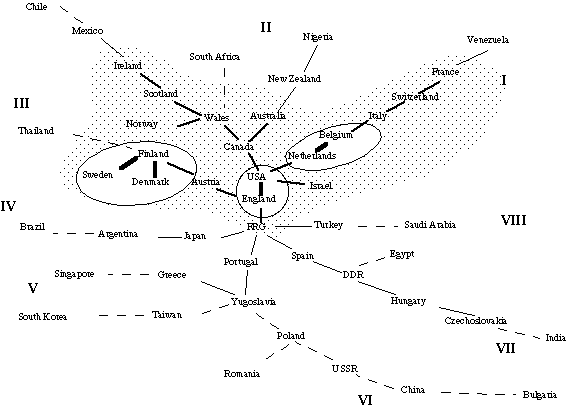 Chile
Mexico
II
Nigeria
Venezuela
South Africa
Ireland
New Zealand
France
I
Scotland
Switzerland
III
Norway
Wales
Australia
Italy
Thailand
Belgium
Finland
Canada
Netherlands
Sweden
Denmark
Austria
USA
Israel
England
IV
Brazil
Argentina
Japan
FRG
Turkey
Saudi Arabia
VIII
Portugal
Spain
Egypt
Singapore
Greece
DDR
V
Yugoslavia
Hungary
South Korea
Taiwan
Czechoslovakia
Poland
India
VII
Romania
USSR
China
Bulgaria
VI